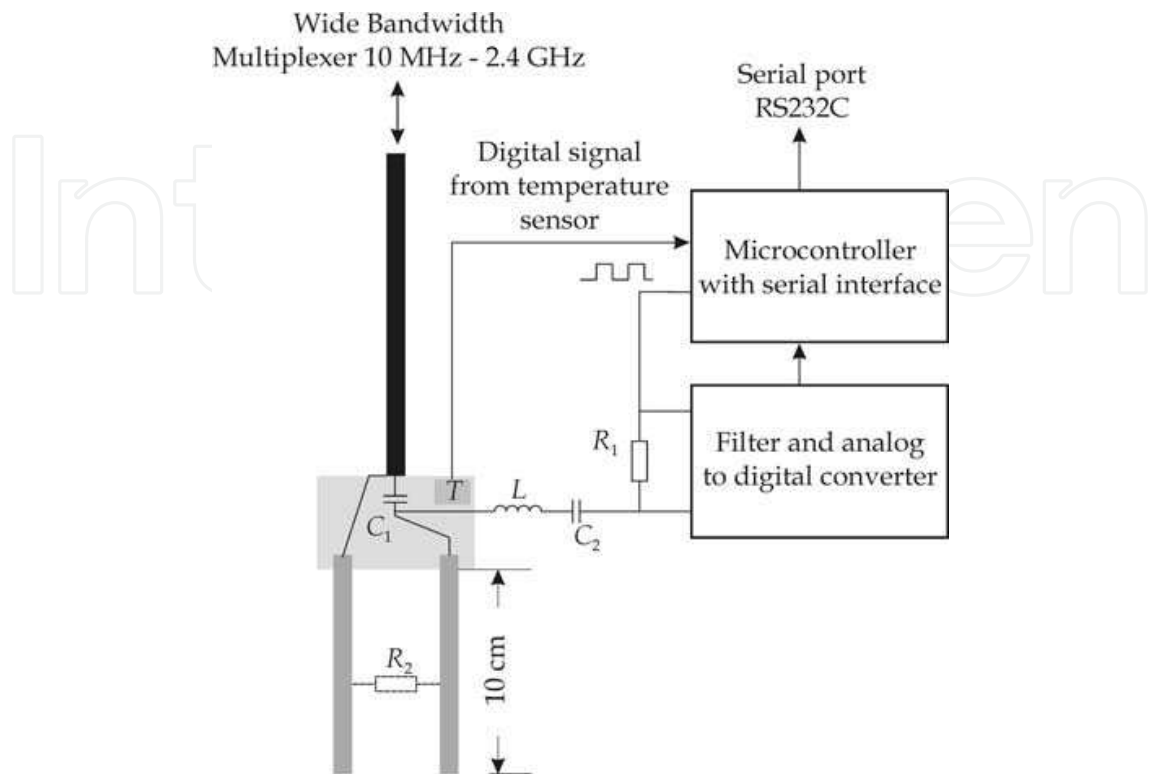 Wide Bandwidth
Multiplexer 10 MHz - 2.4 GHz
Serial port
RS232C
Digital signal
from temperature
sensor
Microcontroller
with serial interface
R1
Filter and analog
to digital converter
T
L
C1
C2
R2
10 cm